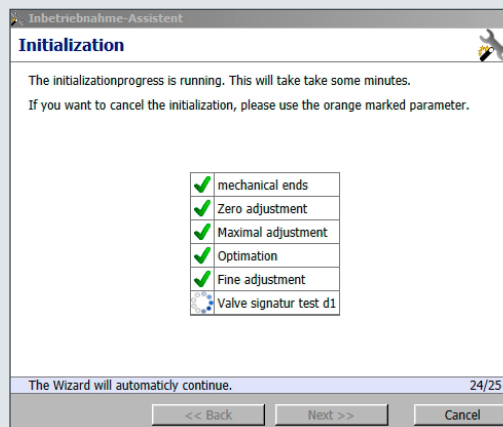 Inbetriebnahme-Assistent
Initialization
The initializationprogress is running. This will take take some minutes.
If you want to cancel the initialization, please use the orange marked parameter.
mechanical ends
Zero adjustment
Maximal adjustment
Optimation
Fine adjustment
Valve signatur test d1
The Wizard will automaticly continue. 24/25
<< Back Next >> Cancel